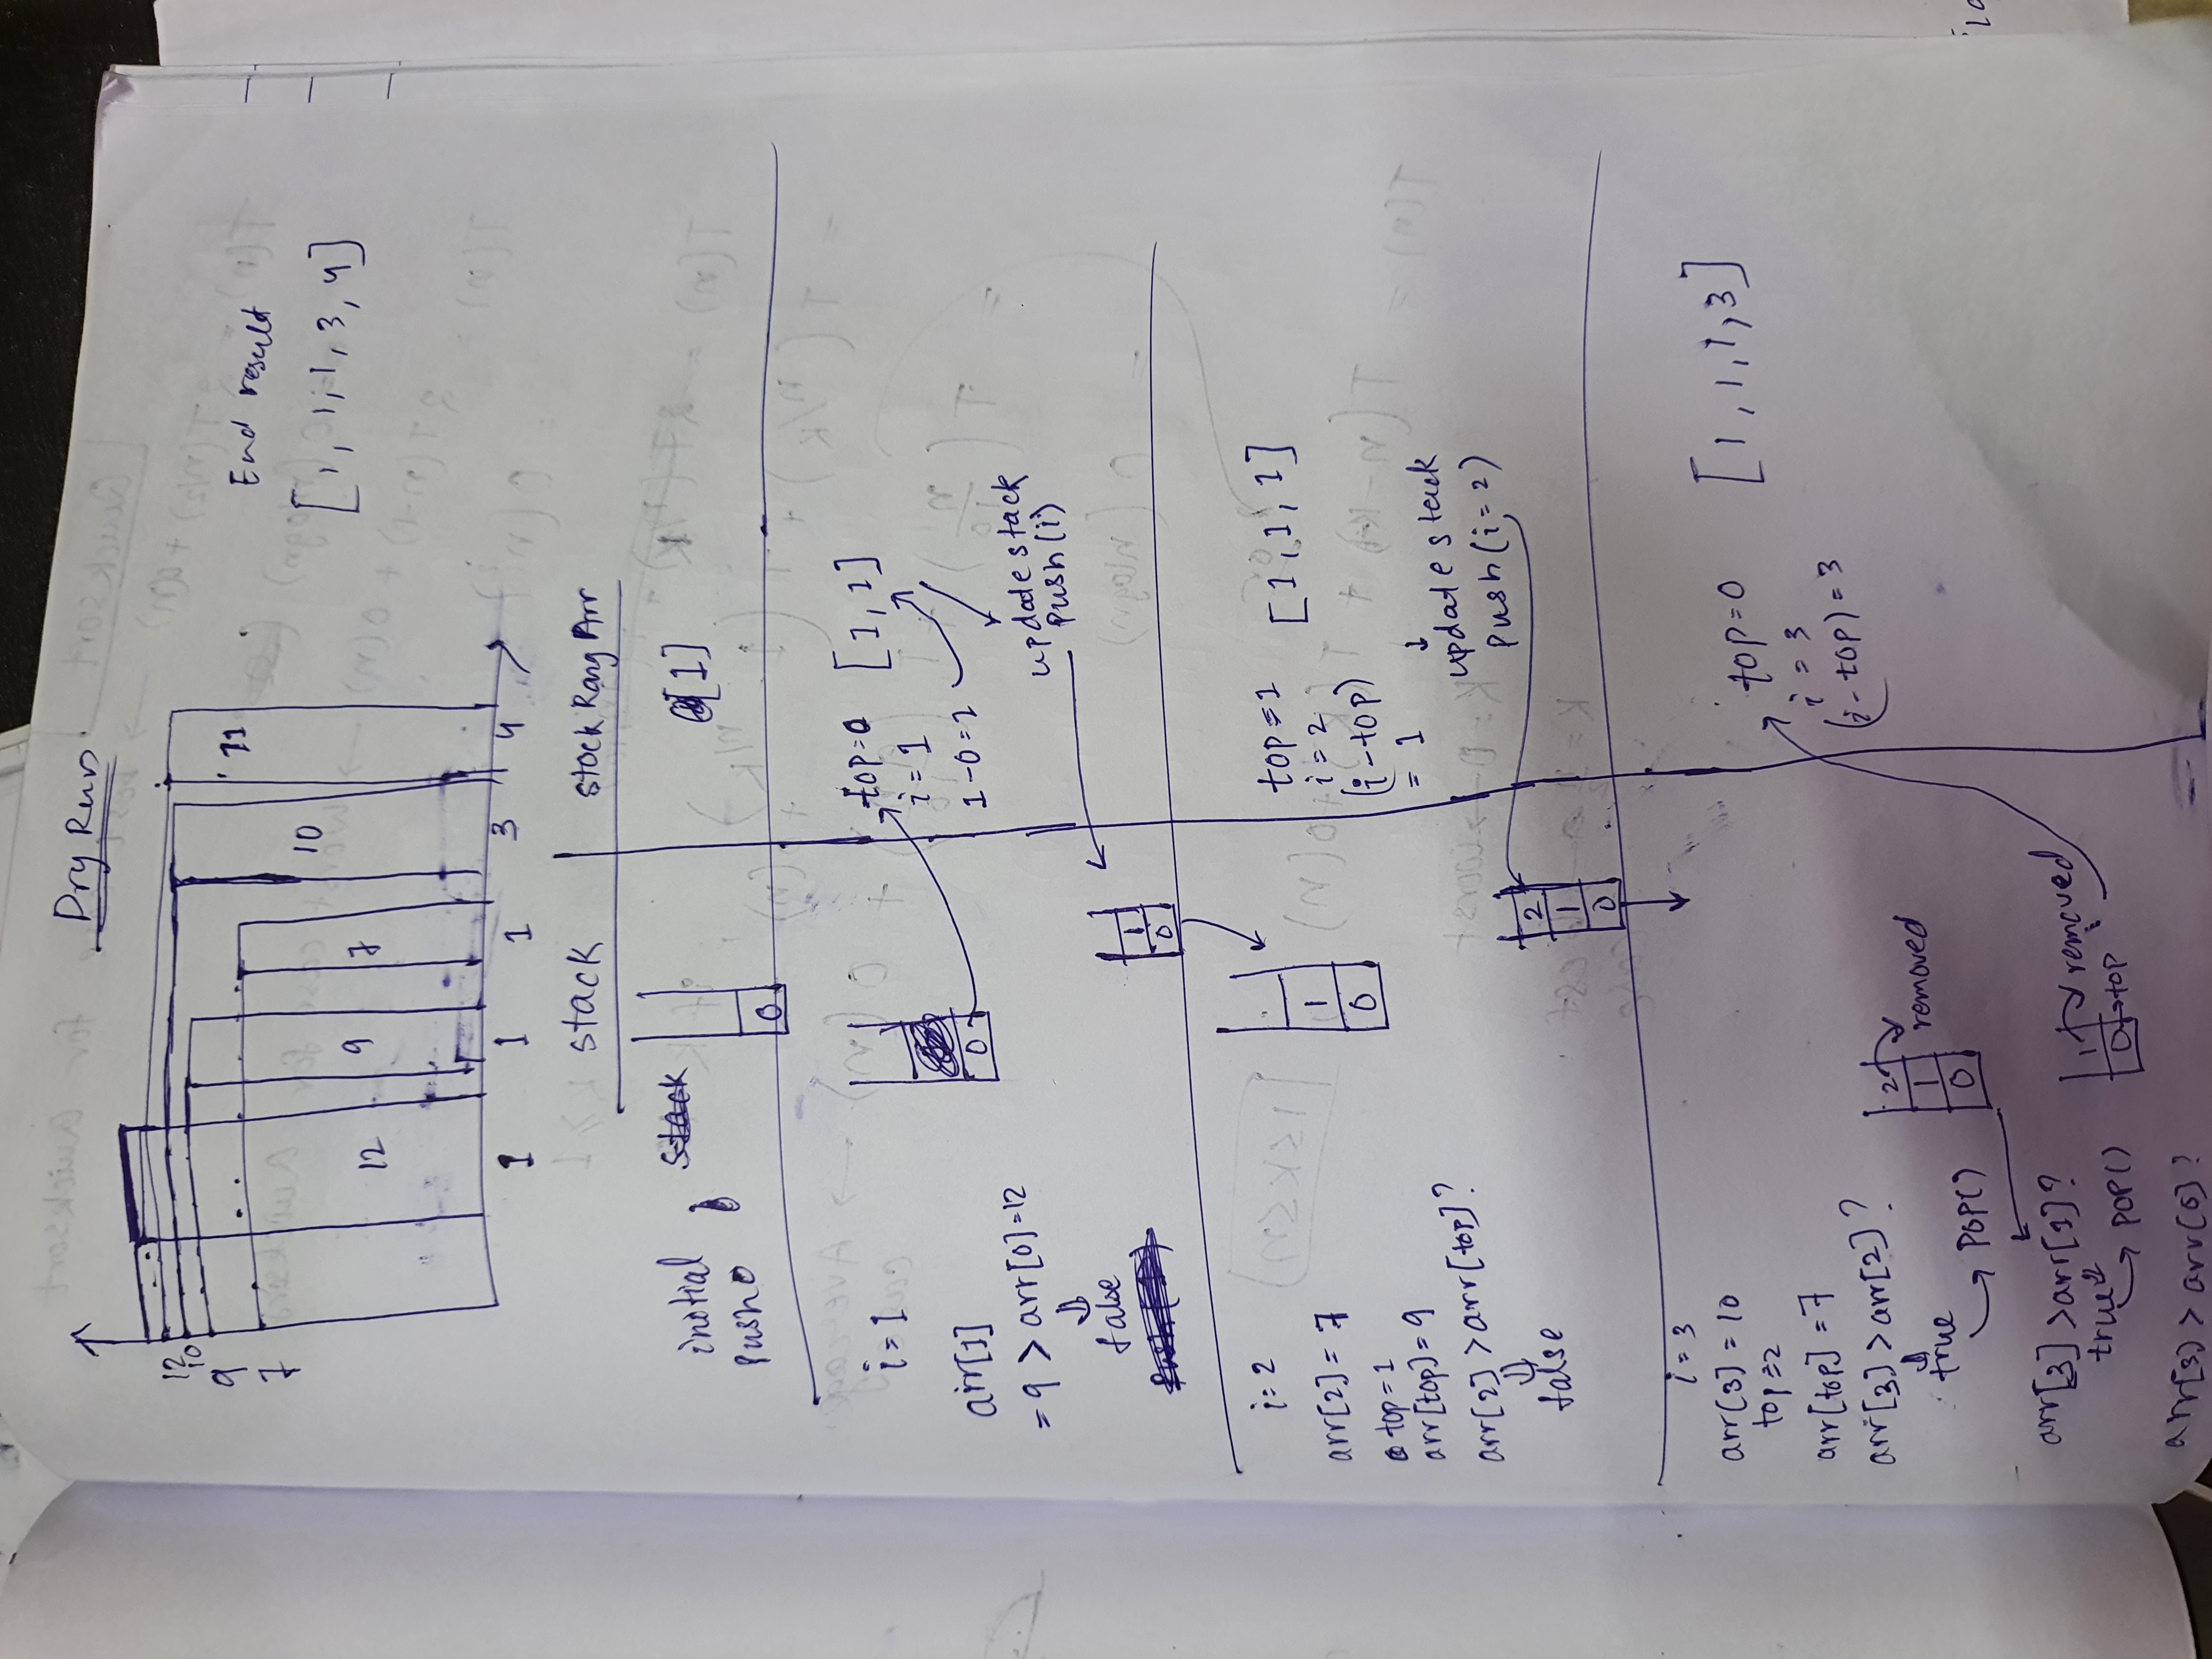 Dry Run
12
10
9
7
12
9
7
10
11
1
1
1
3
4
End result
[1, 1, 1, 3, 4]
stack
stock Rang Arr
initial
Push 0
stack
0
[1]
i = 1
arr[1]
= 9 > arr[0] = 12
⇓
false
0
top = 0
[1, 1]
i = 1
1 - 0 = 1
update stack
Push (i)
1
0
i = 2
arr[2] = 7
top = 1
arr[top] = 9
arr[2] > arr[top] ?
⇓
false
1
0
top = 1
[1, 1, 1]
i = 2
(i - top)
= 1
↓
update stack
Push (i = 2)
2
1
0
i = 3
arr[3] = 10
top = 2
arr[top] = 7
arr[3] > arr[2] ?
⇓
true
→ POP()
2
1
0
removed
arr[3] > arr[1] ?
true
→ POP()
1
0 → top
removed
arr[3] > arr[0] ?
top = 0
[1, 1, 1, 3]
i = 3
(i - top) = 3